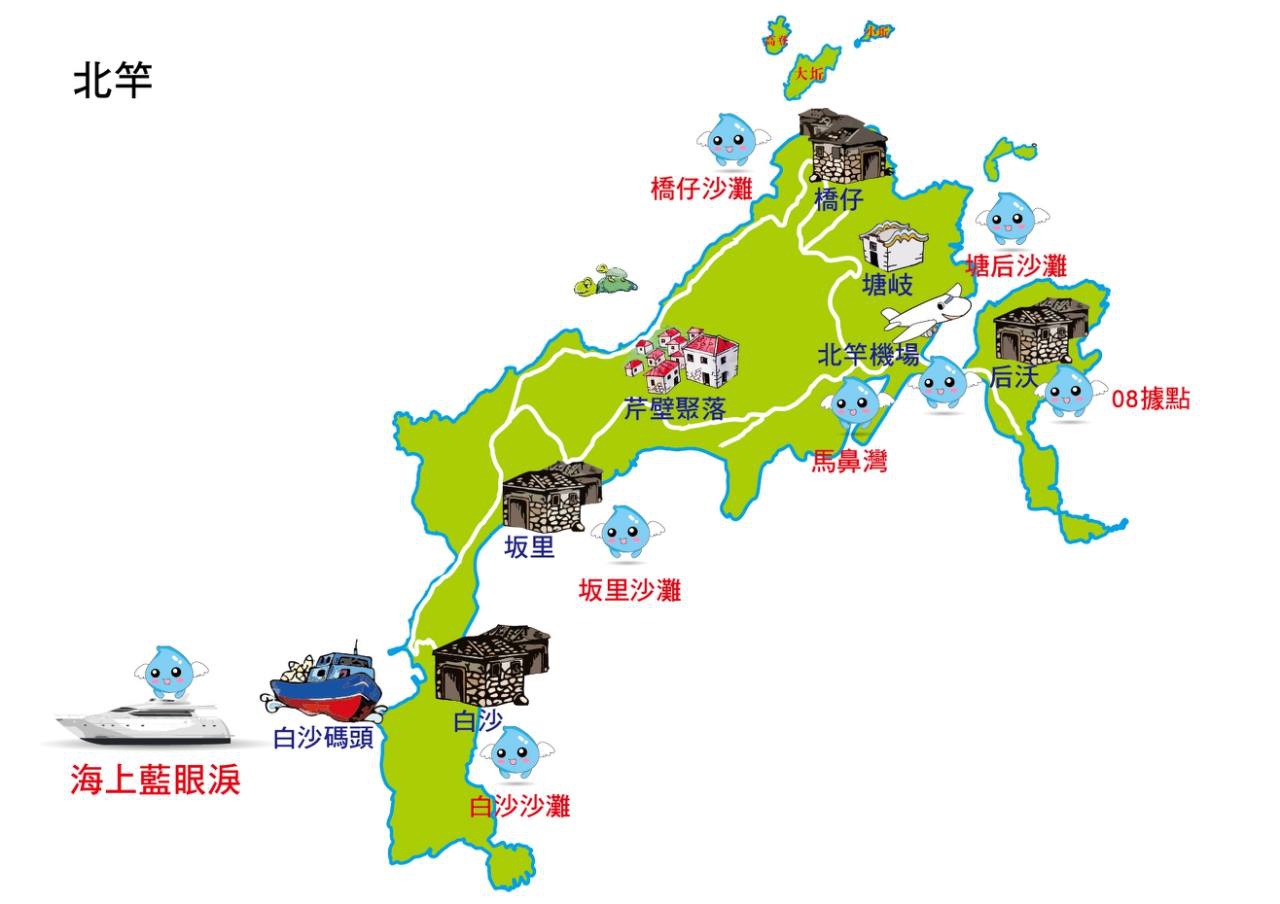 北竿
高登
小坵
大坵
橋仔沙灘
橋仔
塘后沙灘
塘岐
北竿機場
后沃
08據點
芹壁聚落
馬鼻灣
坂里
坂里沙灘
白沙
白沙碼頭
海上藍眼淚
白沙沙灘